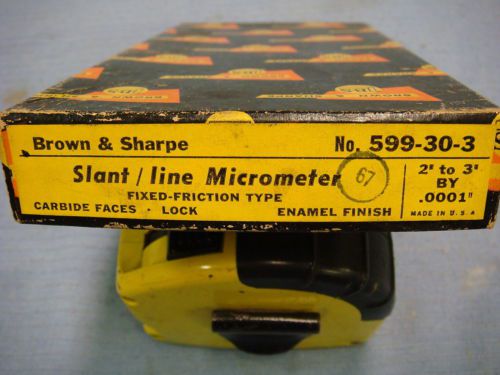 Brown & Sharpe No. 599-30-3
Slant/line Micrometer 67 2" to 3"
FIXED-FRICTION TYPE BY
CARBIDE FACES · LOCK ENAMEL FINISH .0001"
MADE IN U.S.A